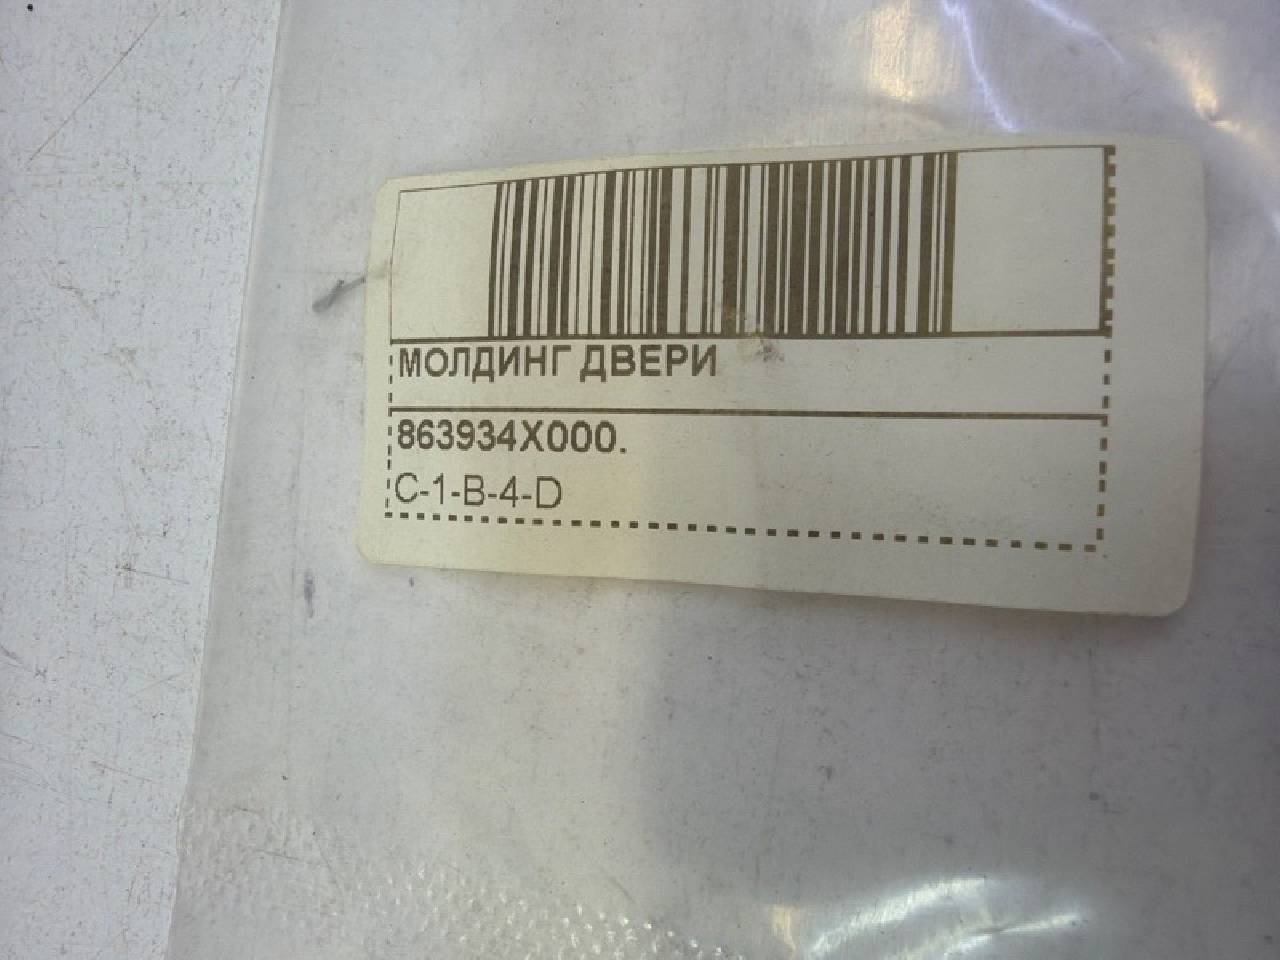 МОЛДИНГ ДВЕРИ
863934X000.
C-1-B-4-D